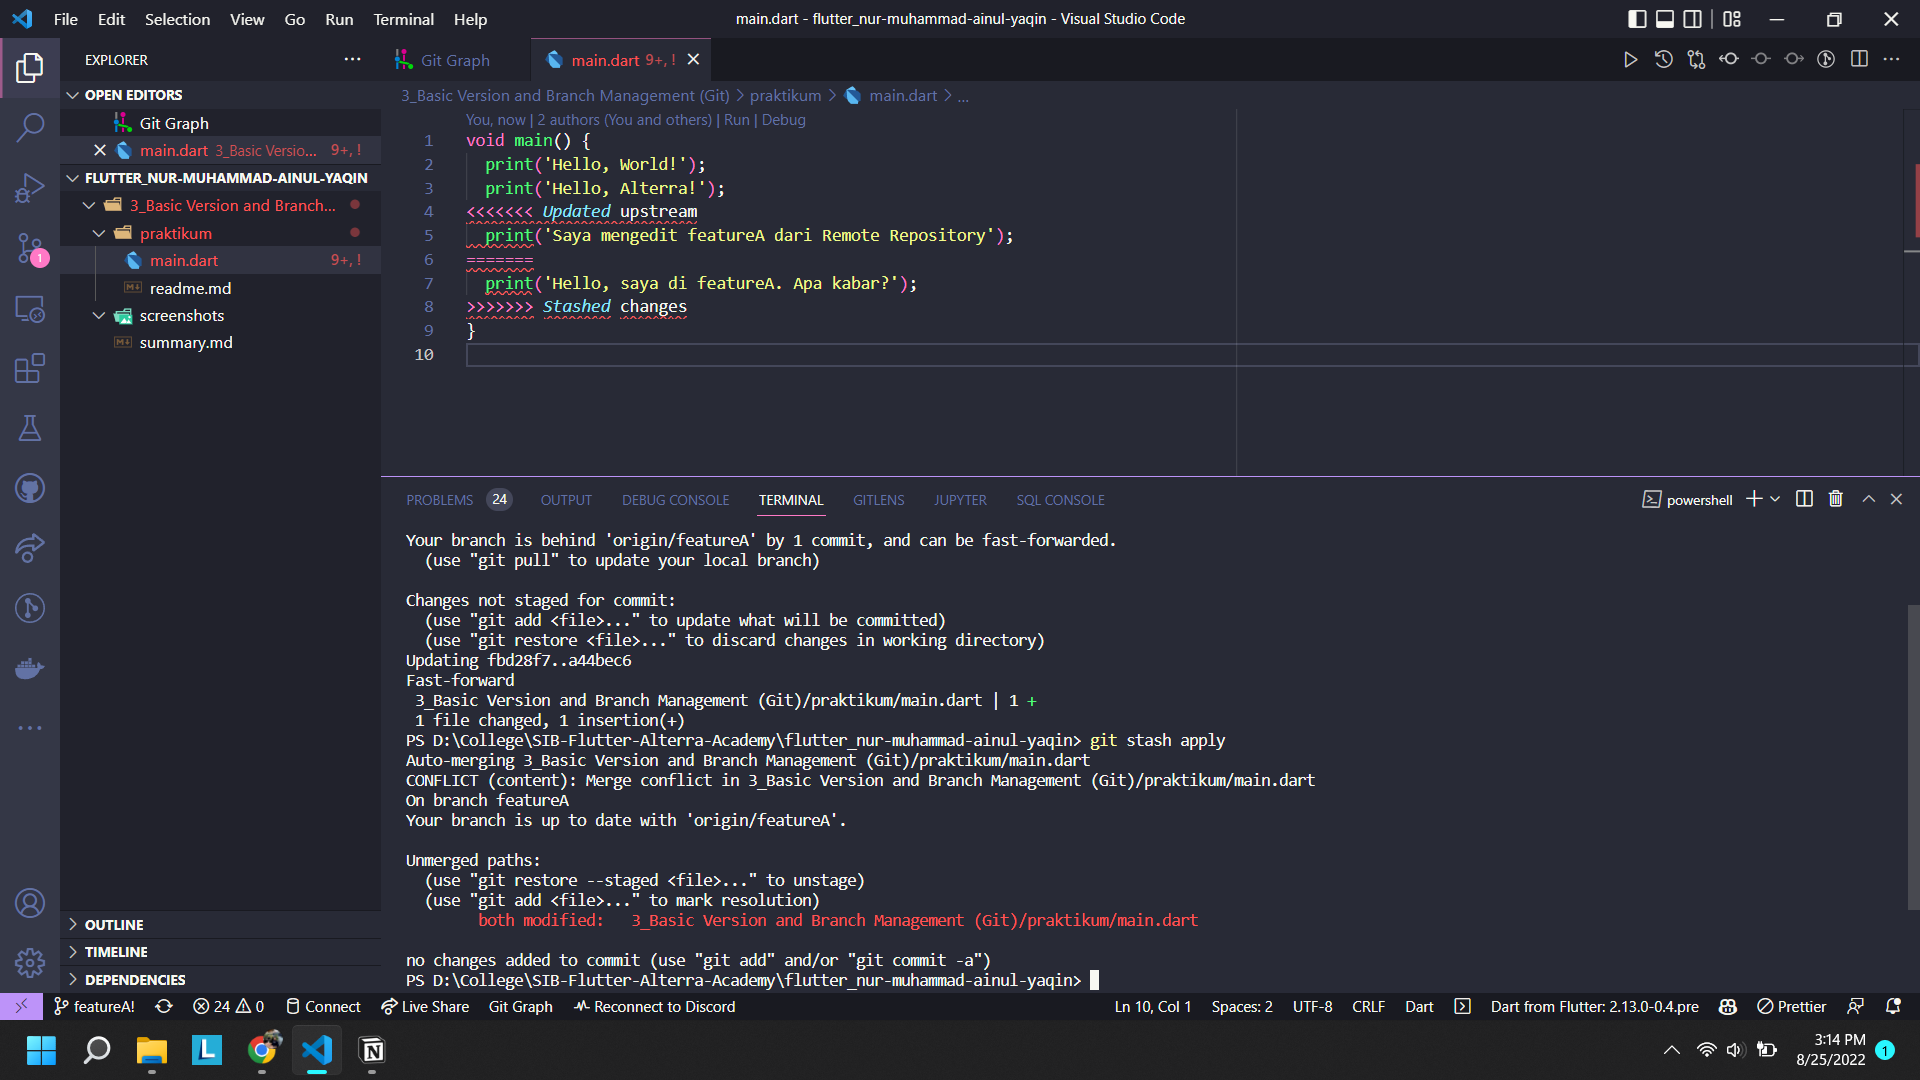 File Edit Selection View Go Run Terminal Help
main.dart - flutter_nur-muhammad-ainul-yaqin - Visual Studio Code
EXPLORER
OPEN EDITORS
Git Graph
main.dart 3_Basic Versio... 9+, !
FLUTTER_NUR-MUHAMMAD-AINUL-YAQIN
3_Basic Version and Branch...
praktikum
main.dart 9+, !
readme.md
screenshots
summary.md
1
OUTLINE
TIMELINE
DEPENDENCIES
Git Graph
main.dart 9+, !
3_Basic Version and Branch Management (Git) > praktikum > main.dart > ...
You, now | 2 authors (You and others) | Run | Debug
1 void main() {
2 print('Hello, World!');
3 print('Hello, Alterra!');
4 <<<<<<< Updated upstream
5 print('Saya mengedit featureA dari Remote Repository');
6 =======
7 print('Hello, saya di featureA. Apa kabar?');
8 >>>>>>> Stashed changes
9 }
10
PROBLEMS 24 OUTPUT DEBUG CONSOLE TERMINAL GITLENS JUPYTER SQL CONSOLE
powershell
Your branch is behind 'origin/featureA' by 1 commit, and can be fast-forwarded.
(use "git pull" to update your local branch)
Changes not staged for commit:
(use "git add <file>..." to update what will be committed)
(use "git restore <file>..." to discard changes in working directory)
Updating fbd28f7..a44bec6
Fast-forward
3_Basic Version and Branch Management (Git)/praktikum/main.dart | 1 +
1 file changed, 1 insertion(+)
PS D:\College\SIB-Flutter-Alterra-Academy\flutter_nur-muhammad-ainul-yaqin> git stash apply
Auto-merging 3_Basic Version and Branch Management (Git)/praktikum/main.dart
CONFLICT (content): Merge conflict in 3_Basic Version and Branch Management (Git)/praktikum/main.dart
On branch featureA
Your branch is up to date with 'origin/featureA'.
Unmerged paths:
(use "git restore --staged <file>..." to unstage)
(use "git add <file>..." to mark resolution)
both modified: 3_Basic Version and Branch Management (Git)/praktikum/main.dart
no changes added to commit (use "git add" and/or "git commit -a")
PS D:\College\SIB-Flutter-Alterra-Academy\flutter_nur-muhammad-ainul-yaqin>
featureA! 24 0 Connect Live Share Git Graph Reconnect to Discord
Ln 10, Col 1 Spaces: 2 UTF-8 CRLF Dart Dart from Flutter: 2.13.0-0.4.pre Prettier
L
N
3:14 PM
8/25/2022
1